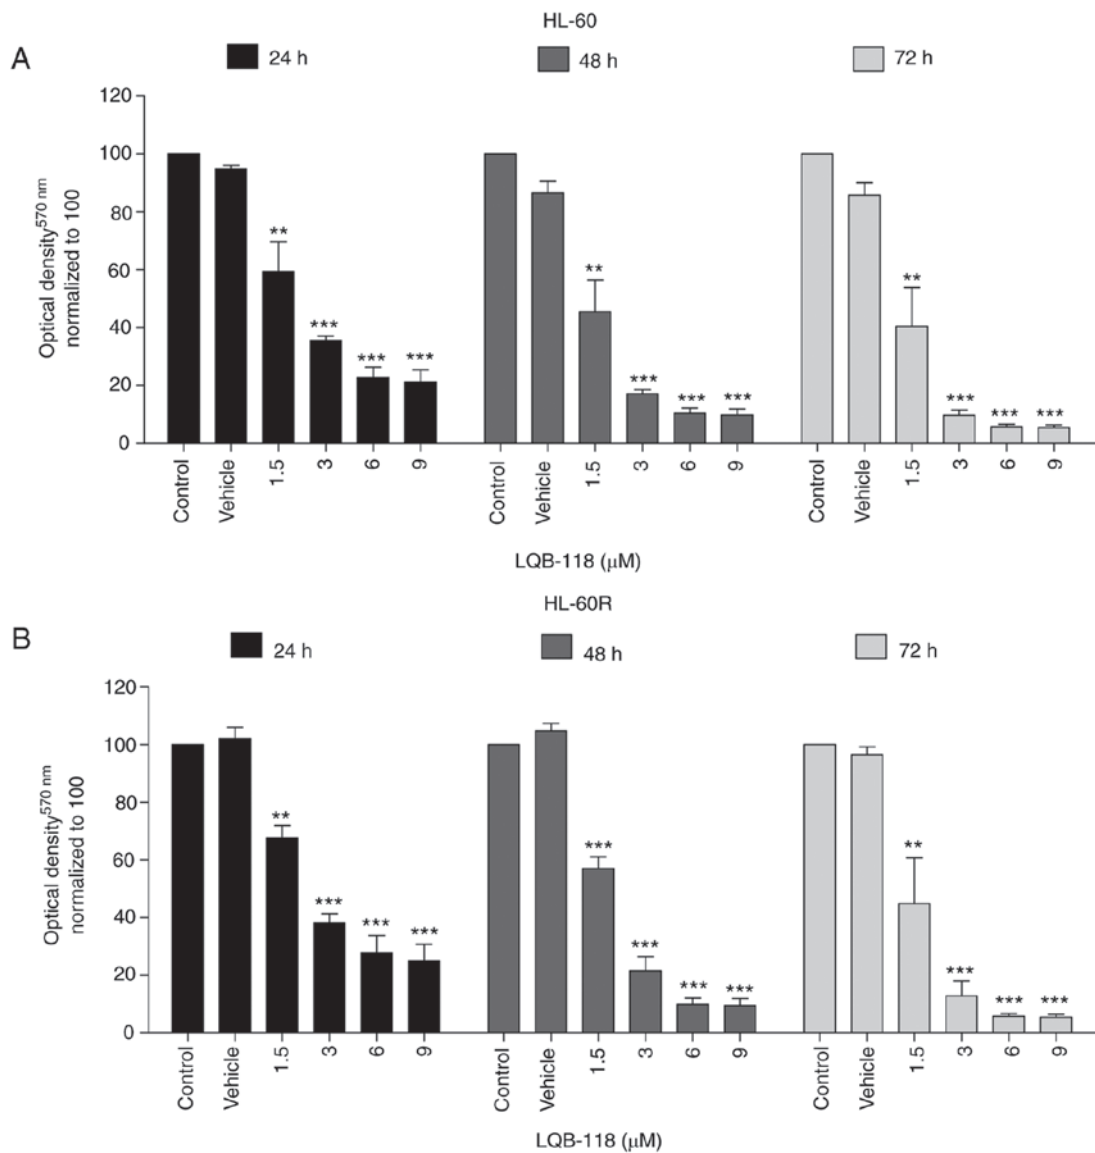 HL-60
A
24 h 48 h 72 h
120
100
80
60
40
20
0
Optical density570 nm
normalized to 100
** *** *** ***
** *** *** ***
** *** *** ***
Control Vehicle 1.5 3 6 9 Control Vehicle 1.5 3 6 9 Control Vehicle 1.5 3 6 9
LQB-118 (μM)
HL-60R
B
24 h 48 h 72 h
120
100
80
60
40
20
0
Optical density570 nm
normalized to 100
** *** *** ***
*** *** *** ***
** *** *** ***
Control Vehicle 1.5 3 6 9 Control Vehicle 1.5 3 6 9 Control Vehicle 1.5 3 6 9
LQB-118 (μM)